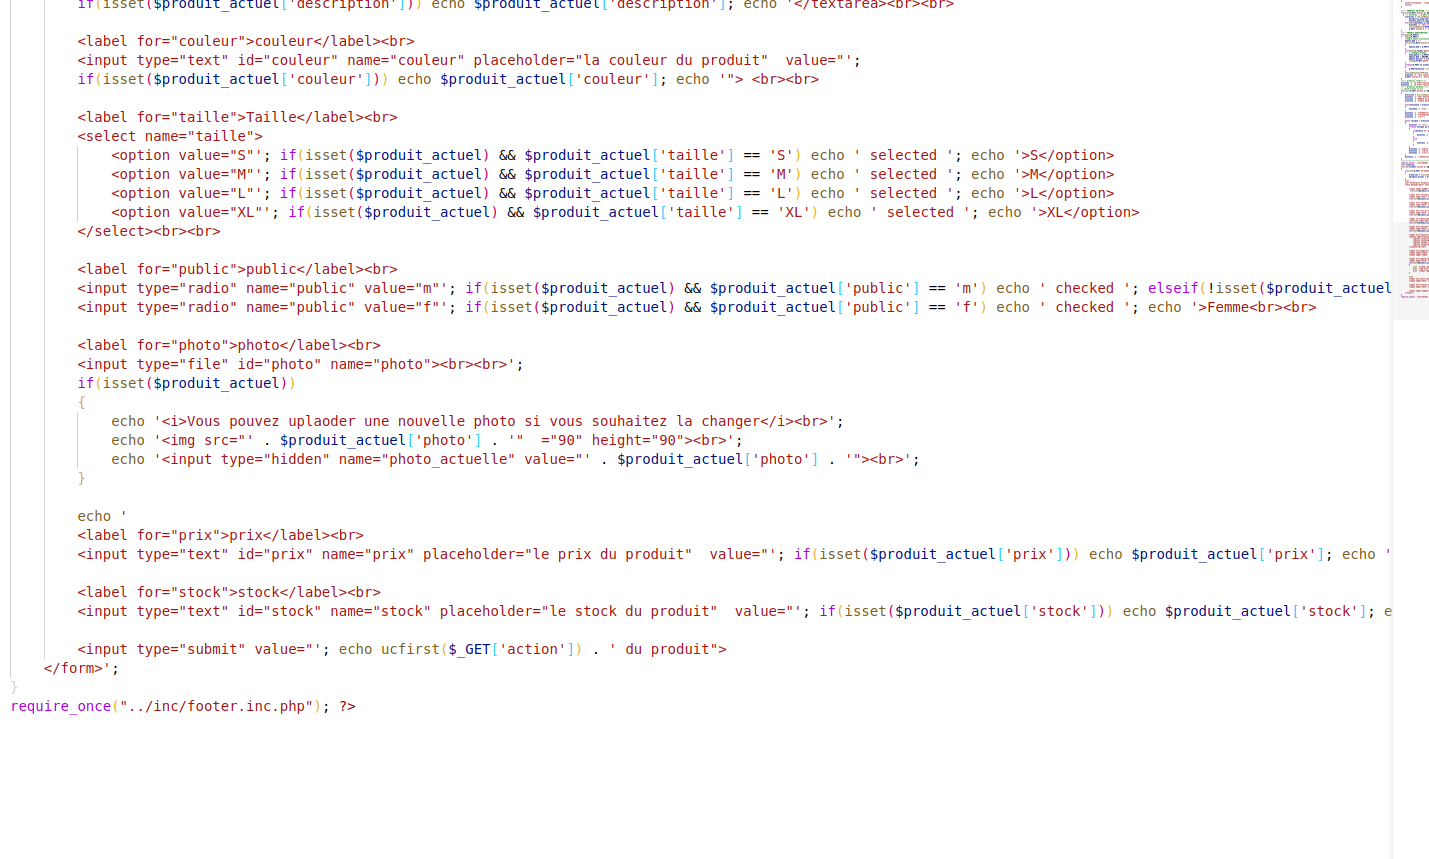 if(isset($produit_actuel['description'])) echo $produit_actuel['description']; echo '</textarea><br><br>
<label for="couleur">couleur</label><br>
<input type="text" id="couleur" name="couleur" placeholder="la couleur du produit"  value="';
if(isset($produit_actuel['couleur'])) echo $produit_actuel['couleur']; echo '"> <br><br>
<label for="taille">Taille</label><br>
<select name="taille">
<option value="S"'; if(isset($produit_actuel) && $produit_actuel['taille'] == 'S') echo ' selected '; echo '>S</option>
<option value="M"'; if(isset($produit_actuel) && $produit_actuel['taille'] == 'M') echo ' selected '; echo '>M</option>
<option value="L"'; if(isset($produit_actuel) && $produit_actuel['taille'] == 'L') echo ' selected '; echo '>L</option>
<option value="XL"'; if(isset($produit_actuel) && $produit_actuel['taille'] == 'XL') echo ' selected '; echo '>XL</option>
</select><br><br>
<label for="public">public</label><br>
<input type="radio" name="public" value="m"'; if(isset($produit_actuel) && $produit_actuel['public'] == 'm') echo ' checked '; elseif(!isset($produit_actuel
<input type="radio" name="public" value="f"'; if(isset($produit_actuel) && $produit_actuel['public'] == 'f') echo ' checked '; echo '>Femme<br><br>
<label for="photo">photo</label><br>
<input type="file" id="photo" name="photo"><br><br>';
if(isset($produit_actuel))
{
echo '<i>Vous pouvez uplaoder une nouvelle photo si vous souhaitez la changer</i><br>';
echo '<img src="' . $produit_actuel['photo'] . '"  ="90" height="90"><br>';
echo '<input type="hidden" name="photo_actuelle" value="' . $produit_actuel['photo'] . '"><br>';
}
echo '
<label for="prix">prix</label><br>
<input type="text" id="prix" name="prix" placeholder="le prix du produit"  value="'; if(isset($produit_actuel['prix'])) echo $produit_actuel['prix']; echo '
<label for="stock">stock</label><br>
<input type="text" id="stock" name="stock" placeholder="le stock du produit"  value="'; if(isset($produit_actuel['stock'])) echo $produit_actuel['stock']; e
<input type="submit" value="'; echo ucfirst($_GET['action']) . ' du produit">
</form>';
}
require_once("../inc/footer.inc.php"); ?>